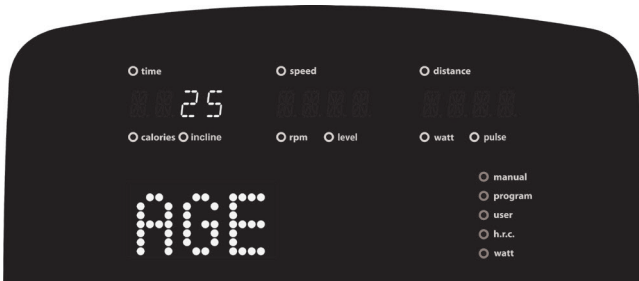 time speed distance
25
calories incline rpm level watt pulse
manual
program
user
h.r.c.
watt
AGE